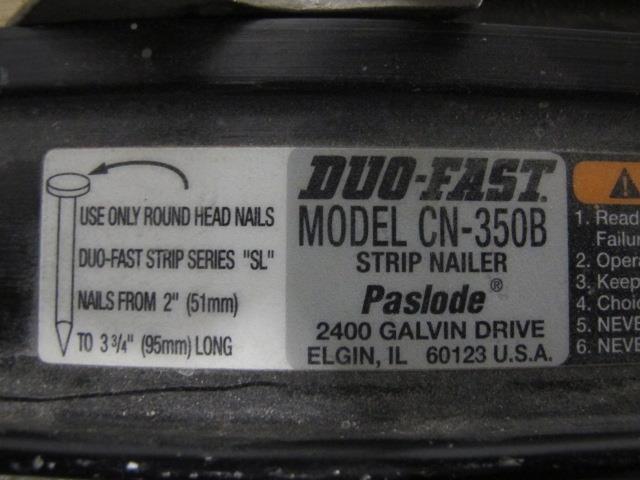 USE ONLY ROUND HEAD NAILS
DUO-FAST STRIP SERIES "SL"
NAILS FROM 2" (51mm)
TO 3 3/4" (95mm) LONG
DUO-FAST.
MODEL CN-350B
STRIP NAILER
Paslode®
2400 GALVIN DRIVE
ELGIN, IL 60123 U.S.A.
1. Read
Failu
2. Opera
3. Keep
4. Cho
5. NEVE
6. NEVE